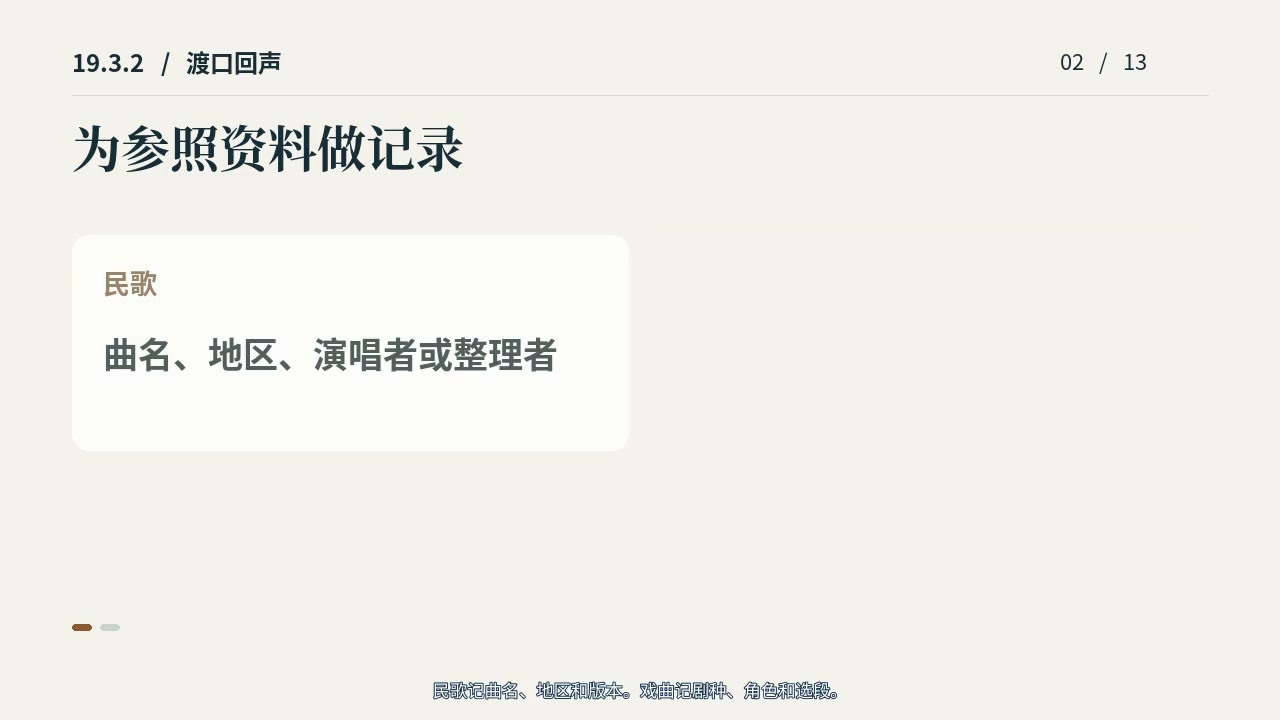 19.3.2 / 渡口回声
02 / 13
为参照资料做记录
民歌
曲名、地区、演唱者或整理者
民歌记曲名、地区和版本。戏曲记剧种、角色和选段。